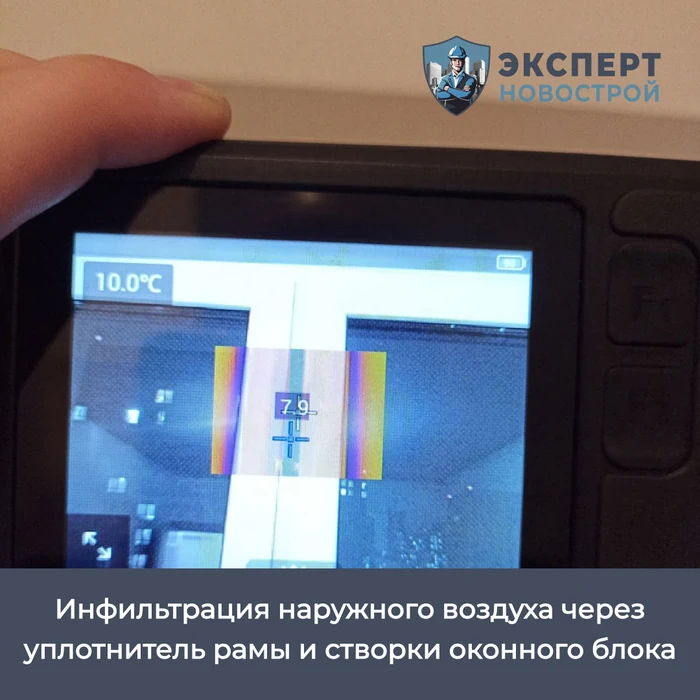 ЭКСПЕРТ
НОВОСТРОЙ
10.0°C
7.9
Инфильтрация наружного воздуха через
уплотнитель рамы и створки оконного блока